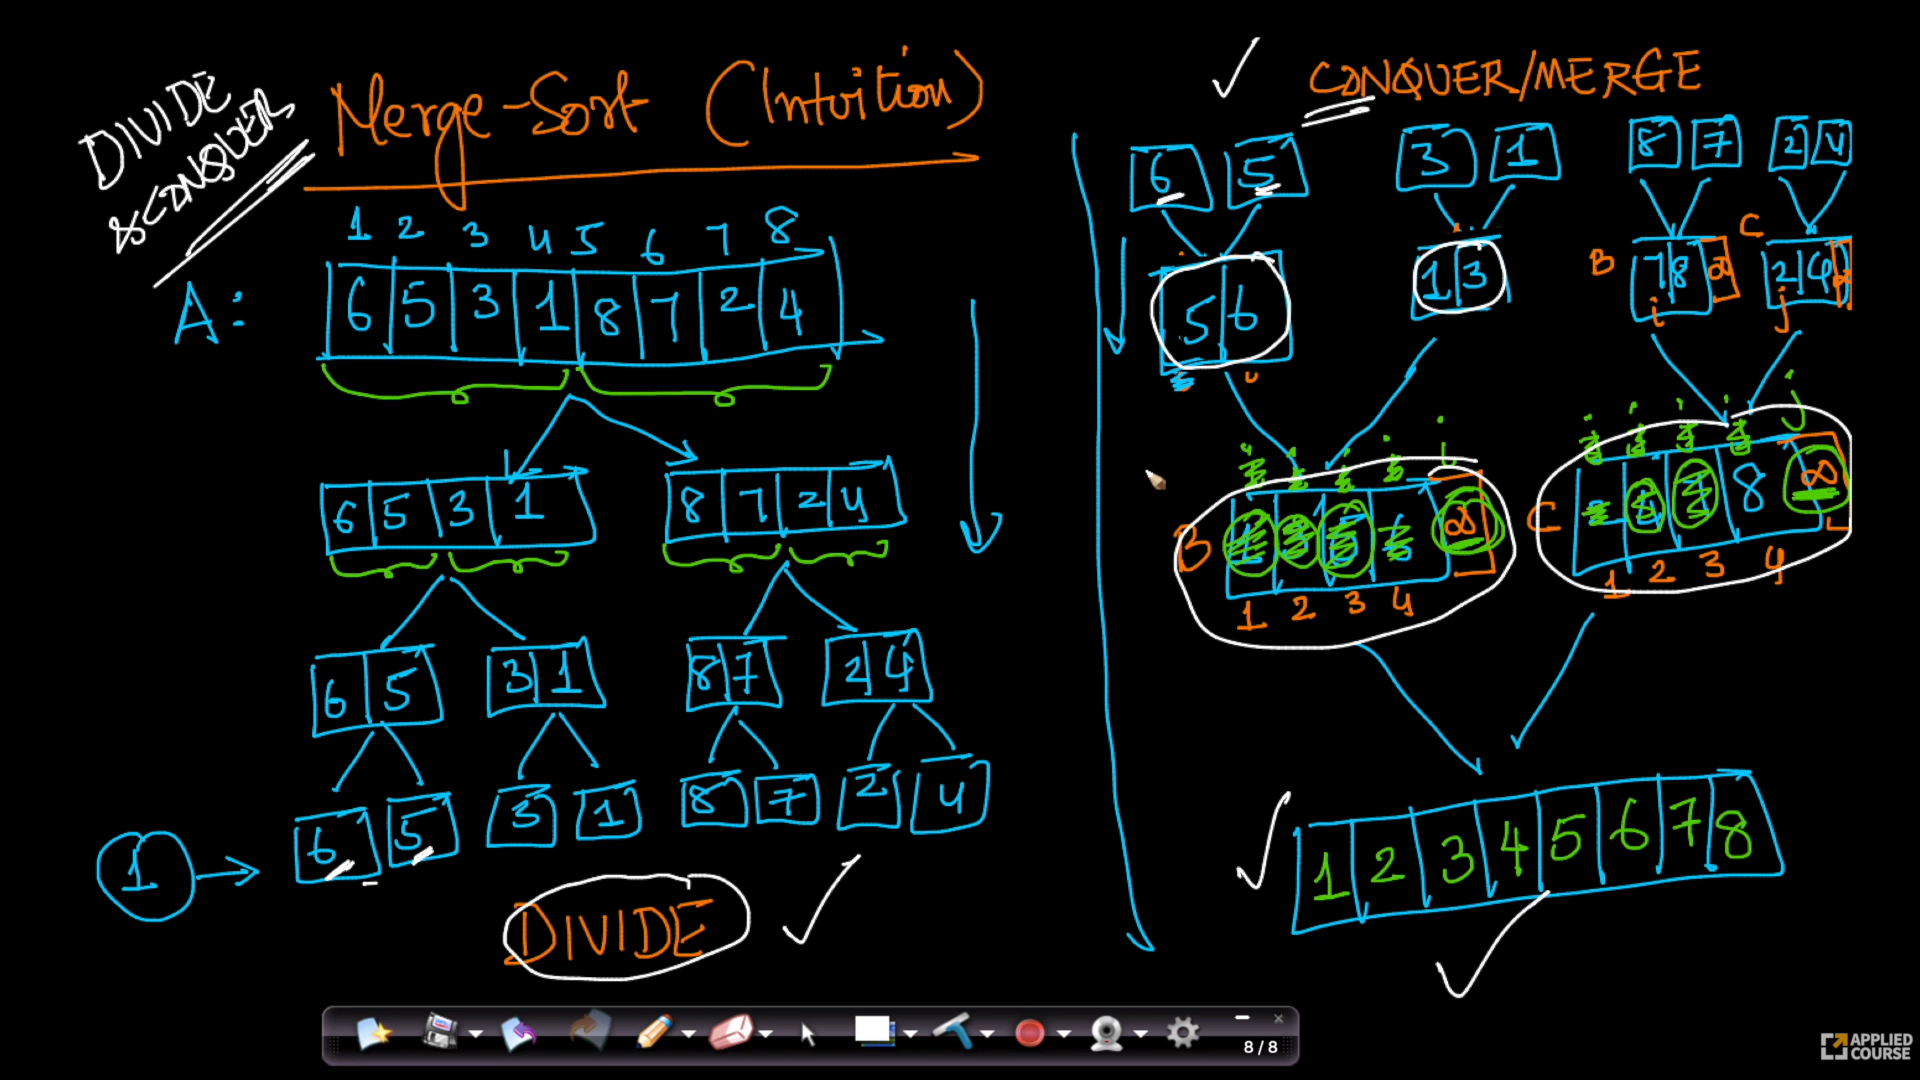 DIVIDE
& CONQUER
Merge-Sort (Intuition)
1 2 3 4 5 6 7 8
A: 6 5 3 1 8 7 2 4
6 5 3 1 8 7 2 4
6 5 3 1 8 7 2 4
1 → 6 5 3 1 8 7 2 4
DIVIDE
CONQUER/MERGE
6 5 3 1 8 7 2 4
5 6 1 3 B 7 8 ∞ C 2 4
i j
i j
B ∞
1 2 3 4
C 8 ∞
1 2 3 4
1 2 3 4 5 6 7 8
8 / 8
APPLIED
COURSE